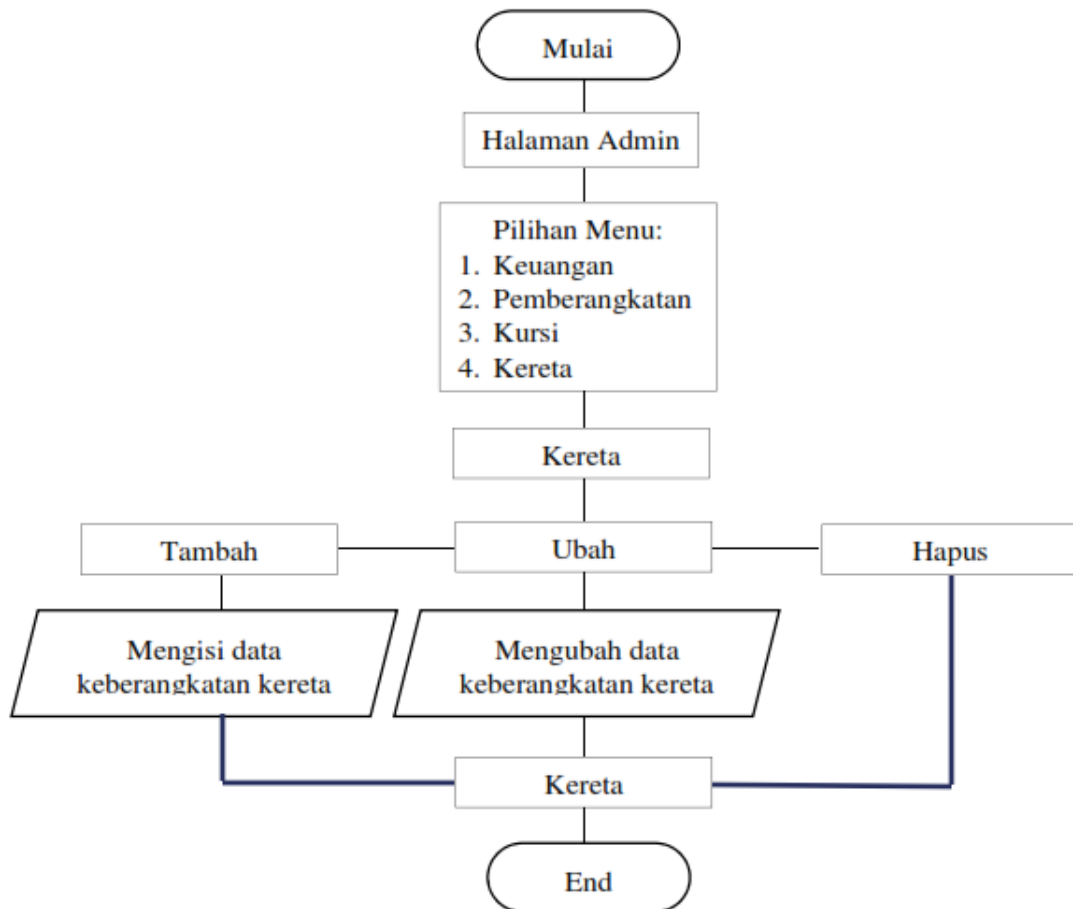 Mulai
Halaman Admin
Pilihan Menu:
1. Keuangan
2. Pemberangkatan
3. Kursi
4. Kereta
Kereta
Tambah
Ubah
Hapus
Mengisi data
keberangkatan kereta
Mengubah data
keberangkatan kereta
Kereta
End